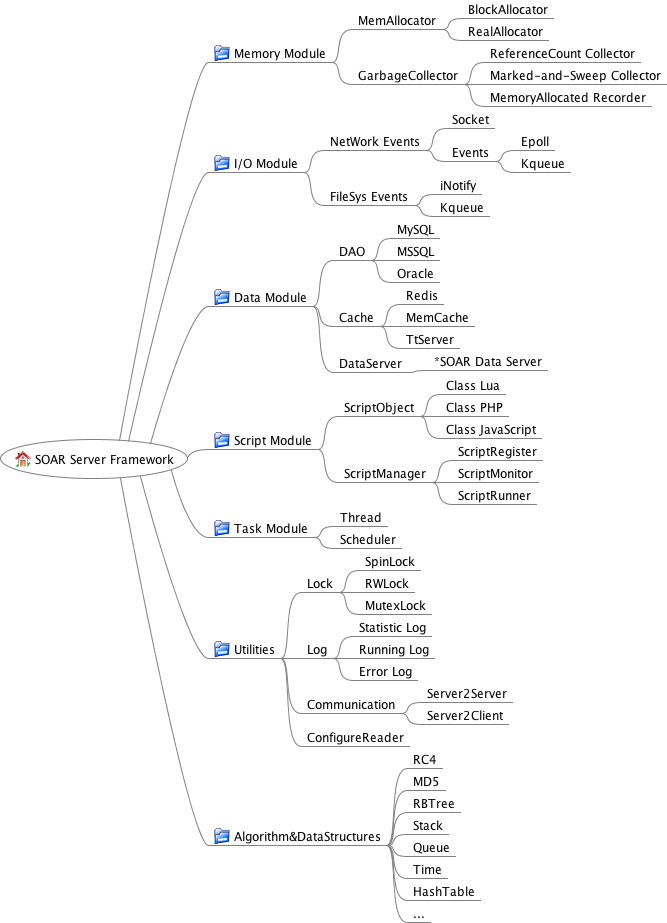 SOAR Server Framework
Memory Module
MemAllocator
BlockAllocator
RealAllocator
GarbageCollector
ReferenceCount Collector
Marked-and-Sweep Collector
MemoryAllocated Recorder
I/O Module
NetWork Events
Socket
Events
Epoll
Kqueue
FileSys Events
iNotify
Kqueue
Data Module
DAO
MySQL
MSSQL
Oracle
Cache
Redis
MemCache
TtServer
DataServer
*SOAR Data Server
Script Module
ScriptObject
Class Lua
Class PHP
Class JavaScript
ScriptManager
ScriptRegister
ScriptMonitor
ScriptRunner
Task Module
Thread
Scheduler
Utilities
Lock
SpinLock
RWLock
MutexLock
Log
Statistic Log
Running Log
Error Log
Communication
Server2Server
Server2Client
ConfigureReader
Algorithm&DataStructures
RC4
MD5
RBTree
Stack
Queue
Time
HashTable
...